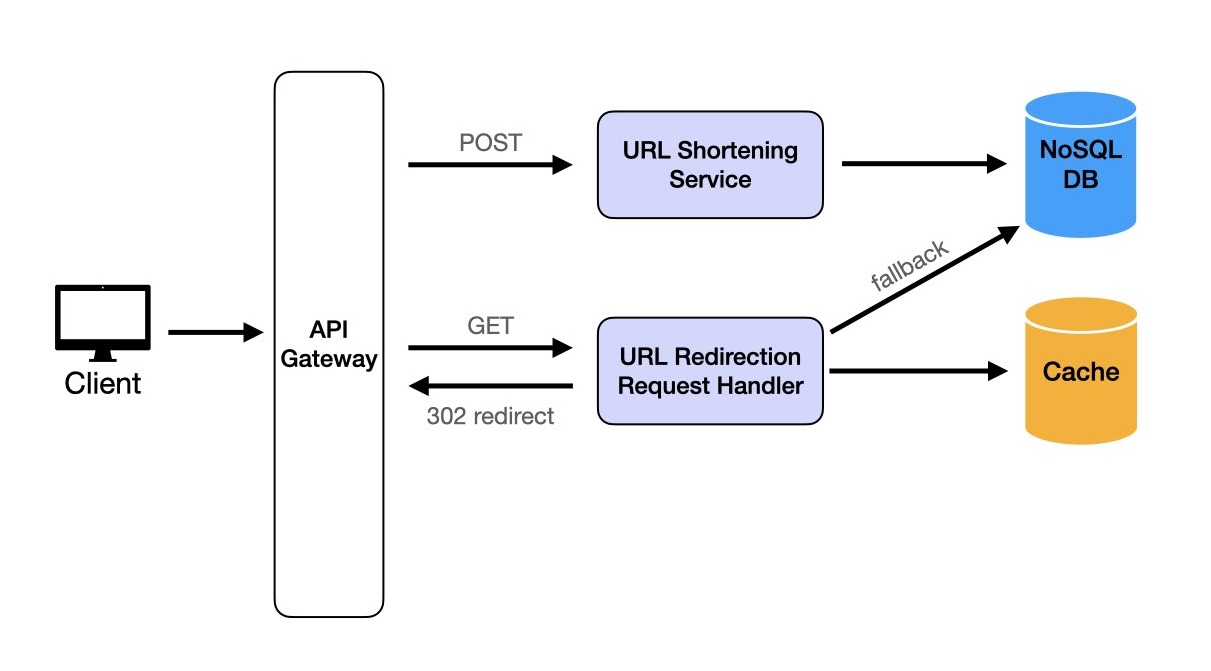 POST
URL Shortening
Service
NoSQL
DB
fallback
Client
API
Gateway
GET
302 redirect
URL Redirection
Request Handler
Cache